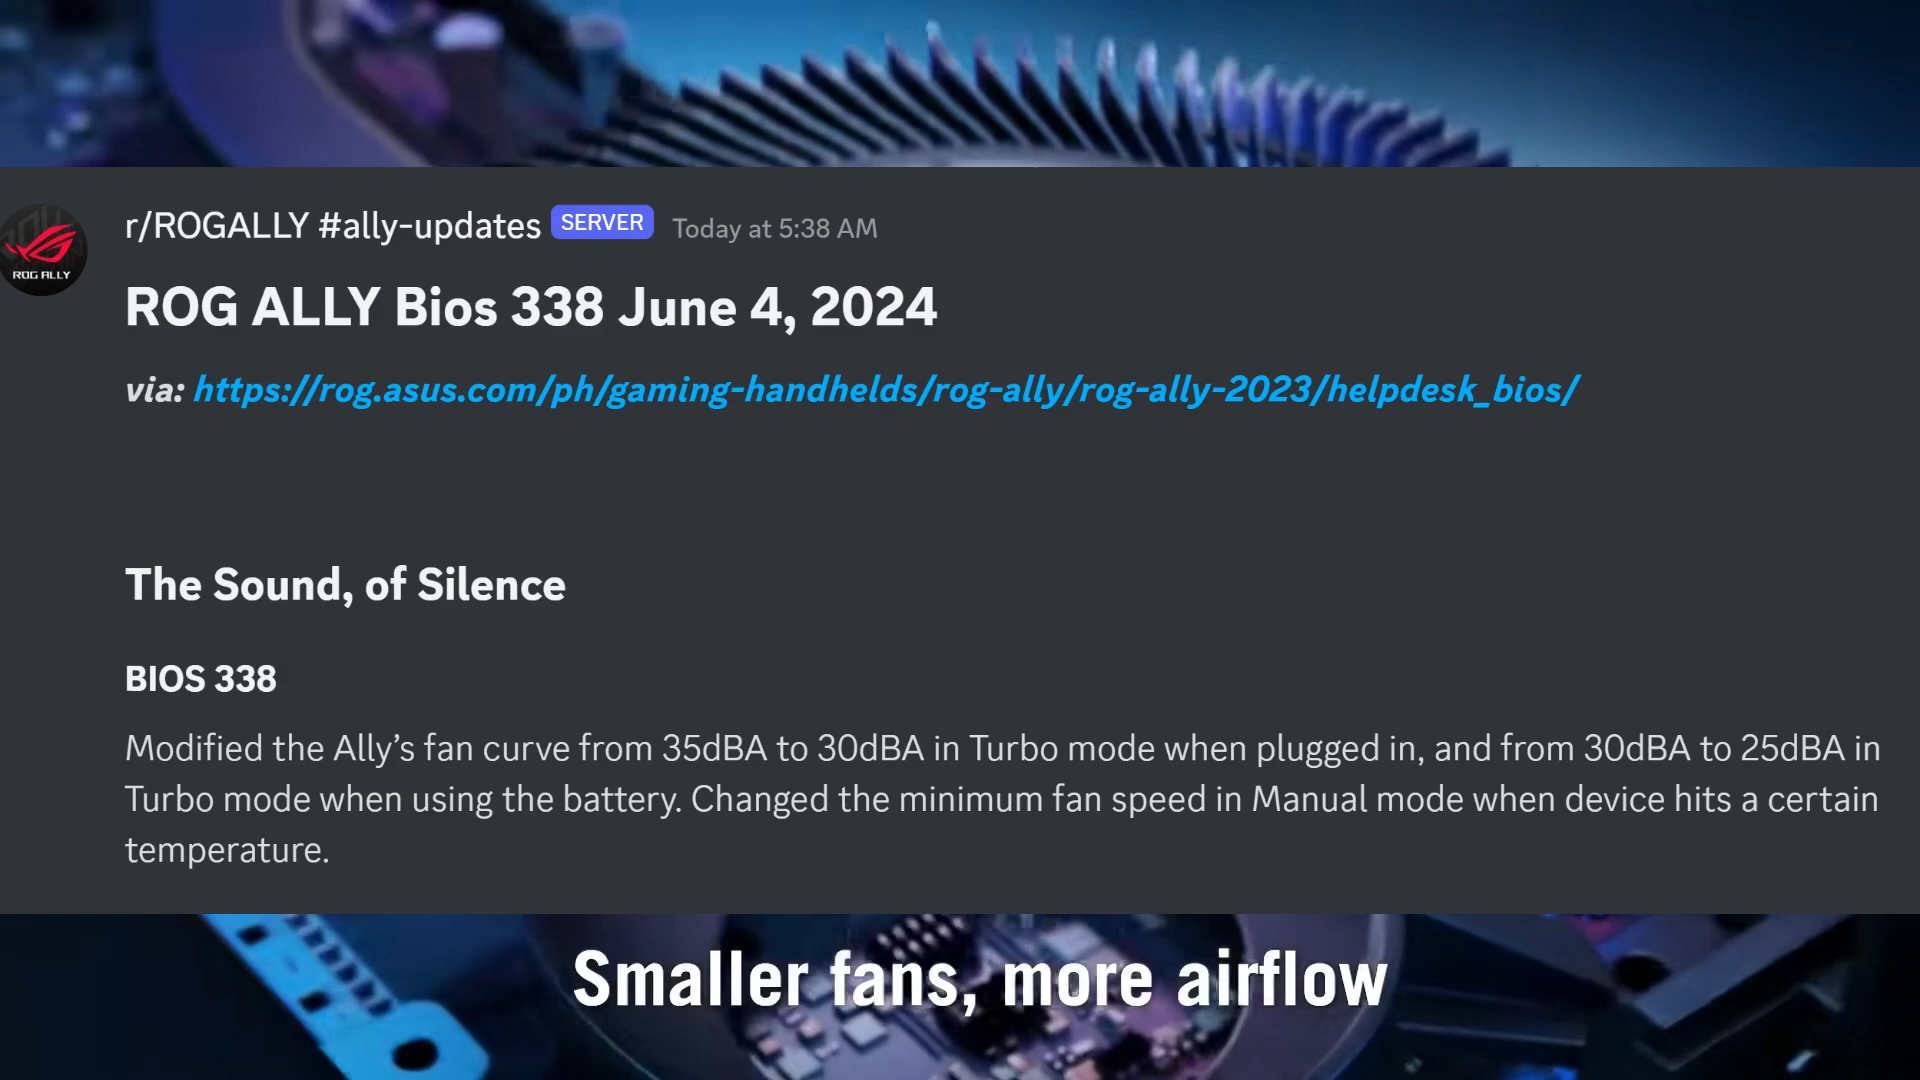 r/ROGALLY #ally-updates SERVER Today at 5:38 AM
ROG ALLY
ROG ALLY Bios 338 June 4, 2024
via: https://rog.asus.com/ph/gaming-handhelds/rog-ally/rog-ally-2023/helpdesk_bios/
The Sound, of Silence
BIOS 338
Modified the Ally’s fan curve from 35dBA to 30dBA in Turbo mode when plugged in, and from 30dBA to 25dBA in
Turbo mode when using the battery. Changed the minimum fan speed in Manual mode when device hits a certain
temperature.
Smaller fans, more airflow